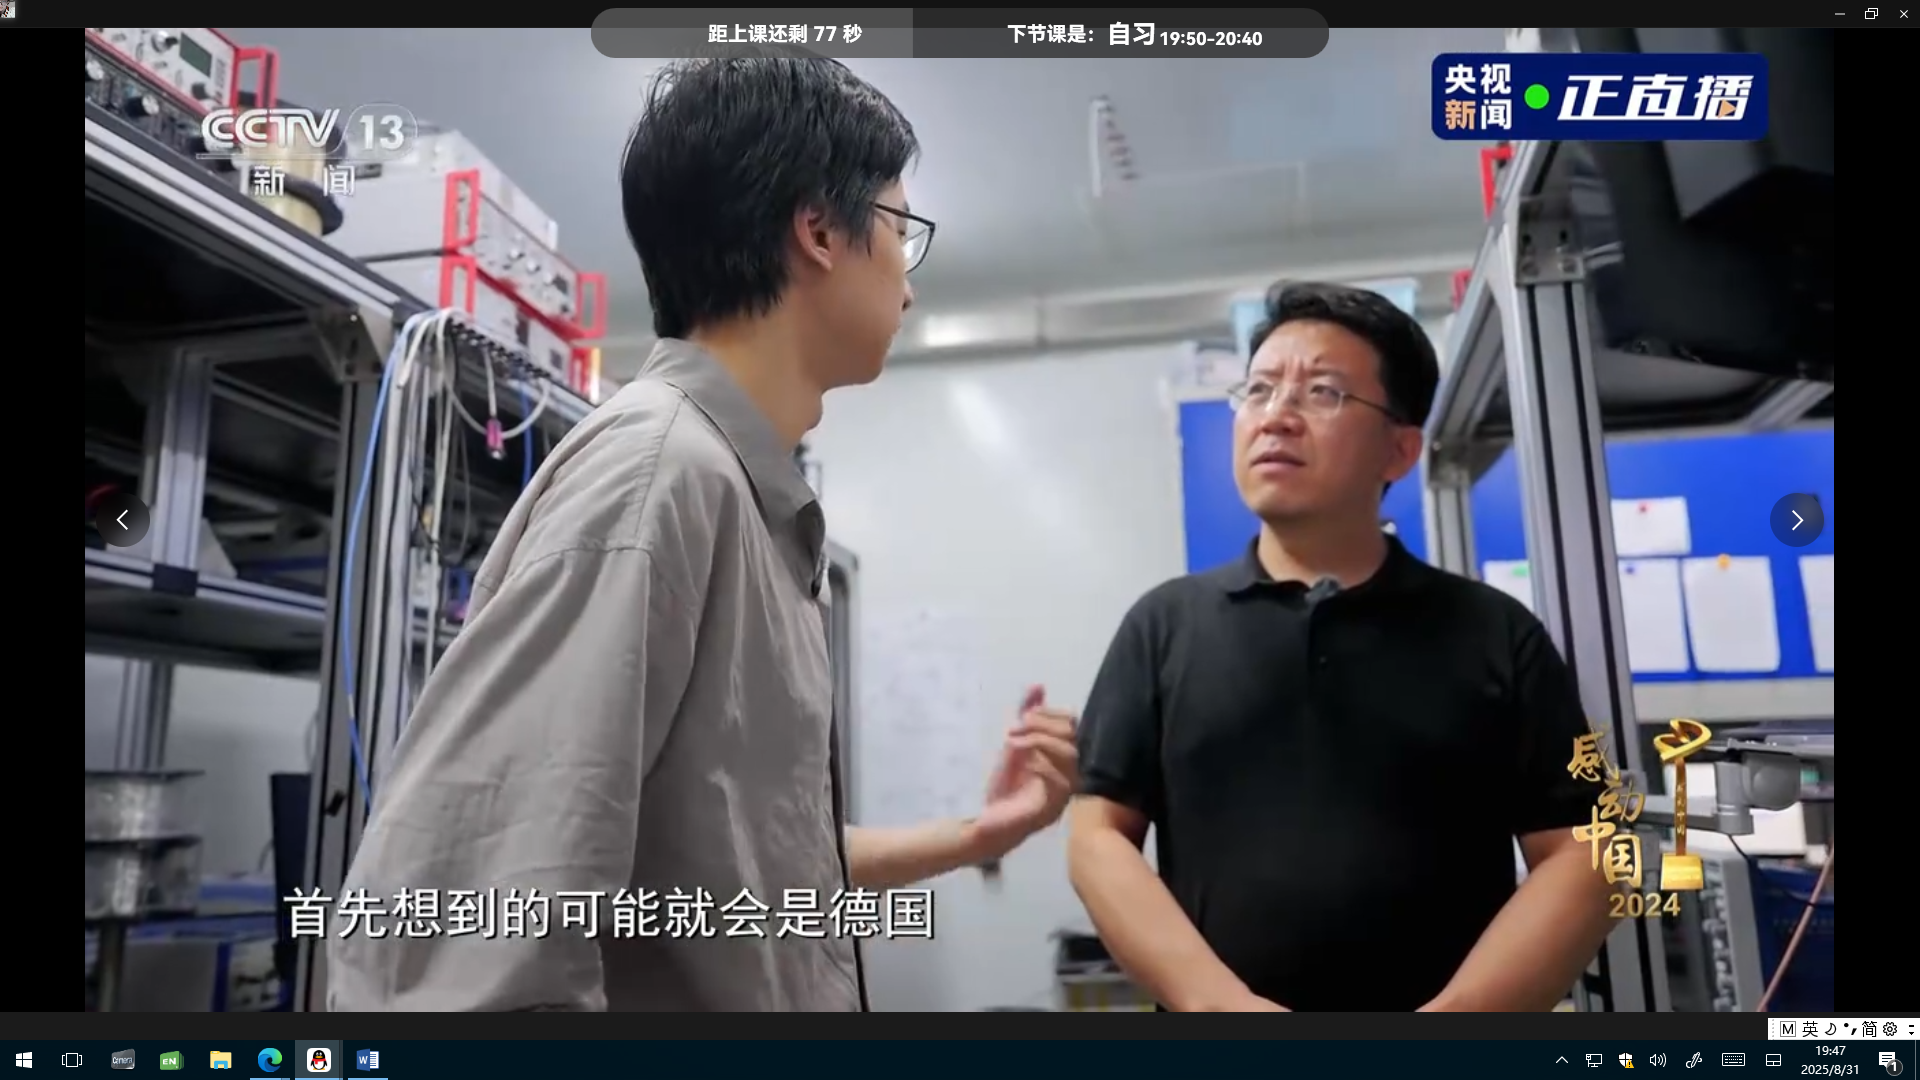 距上课还剩 77 秒
下节课是：自习 19:50-20:40
央视新闻 正直播
CCTV 13
新闻
感动中国
2024
首先想到的可能就会是德国
M 英 简
EN
19:47
2025/8/31
1